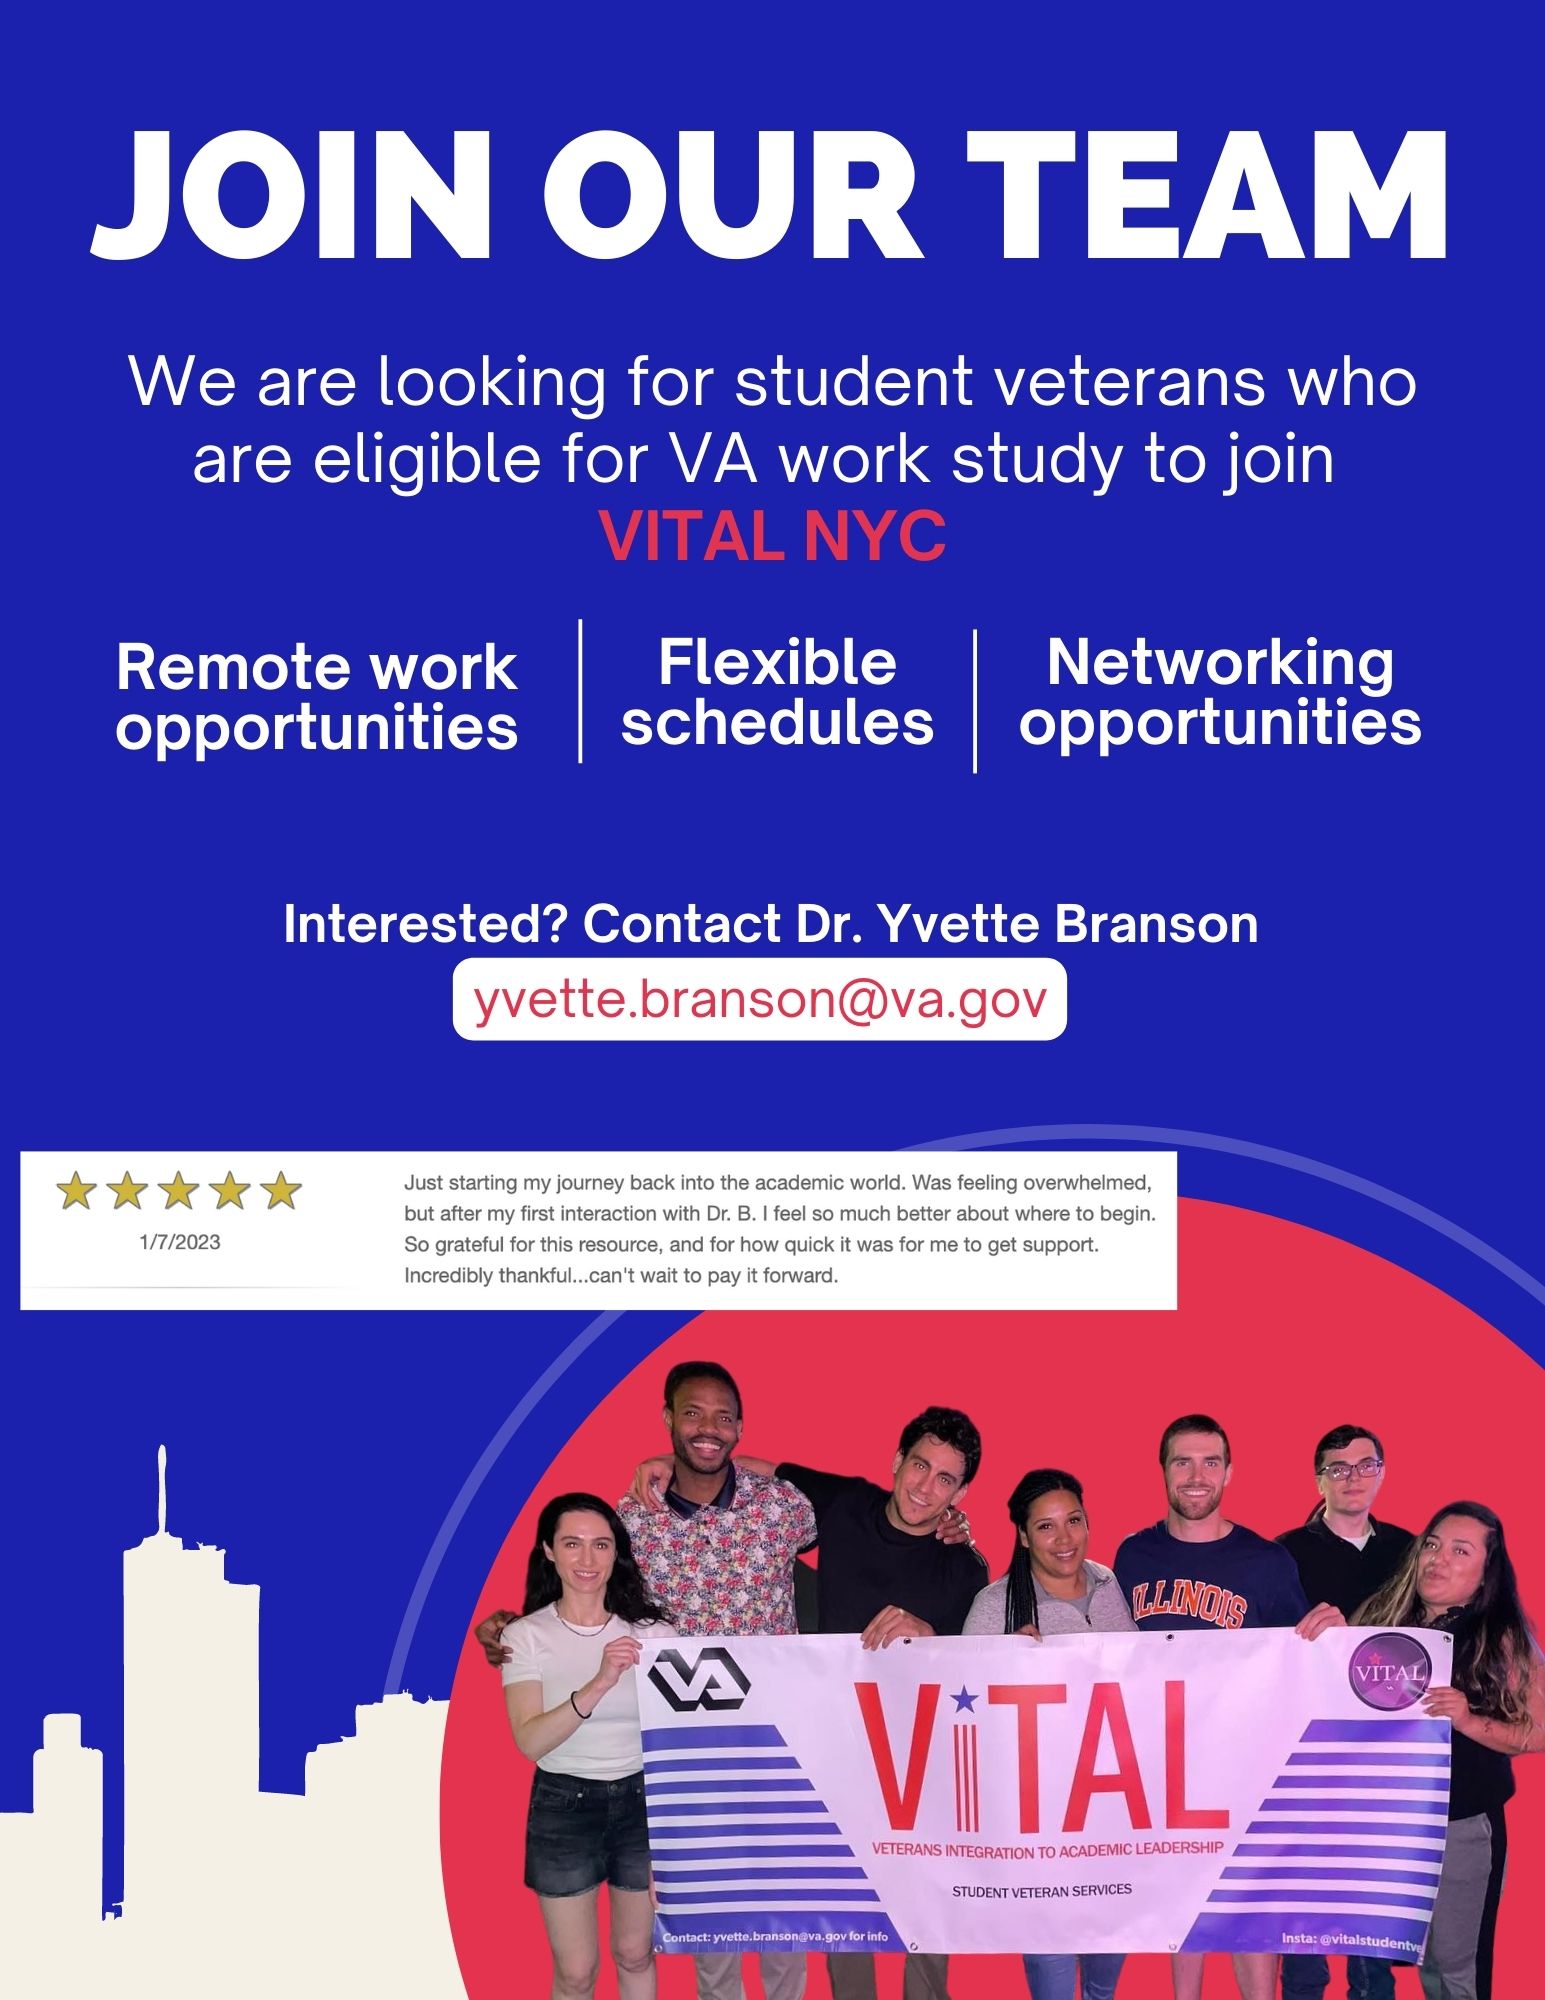 JOIN OUR TEAM
We are looking for student veterans who
are eligible for VA work study to join
VITAL NYC
Remote work
opportunities
Flexible
schedules
Networking
opportunities
Interested? Contact Dr. Yvette Branson
yvette.branson@va.gov
1/7/2023
Just starting my journey back into the academic world. Was feeling overwhelmed,
but after my first interaction with Dr. B. I feel so much better about where to begin.
So grateful for this resource, and for how quick it was for me to get support.
Incredibly thankful...can't wait to pay it forward.
ILLINOIS
VA
ViTAL
VITAL
VETERANS INTEGRATION TO ACADEMIC LEADERSHIP
STUDENT VETERAN SERVICES
Contact: yvette.branson@va.gov for info
Insta: @vitalstudentve